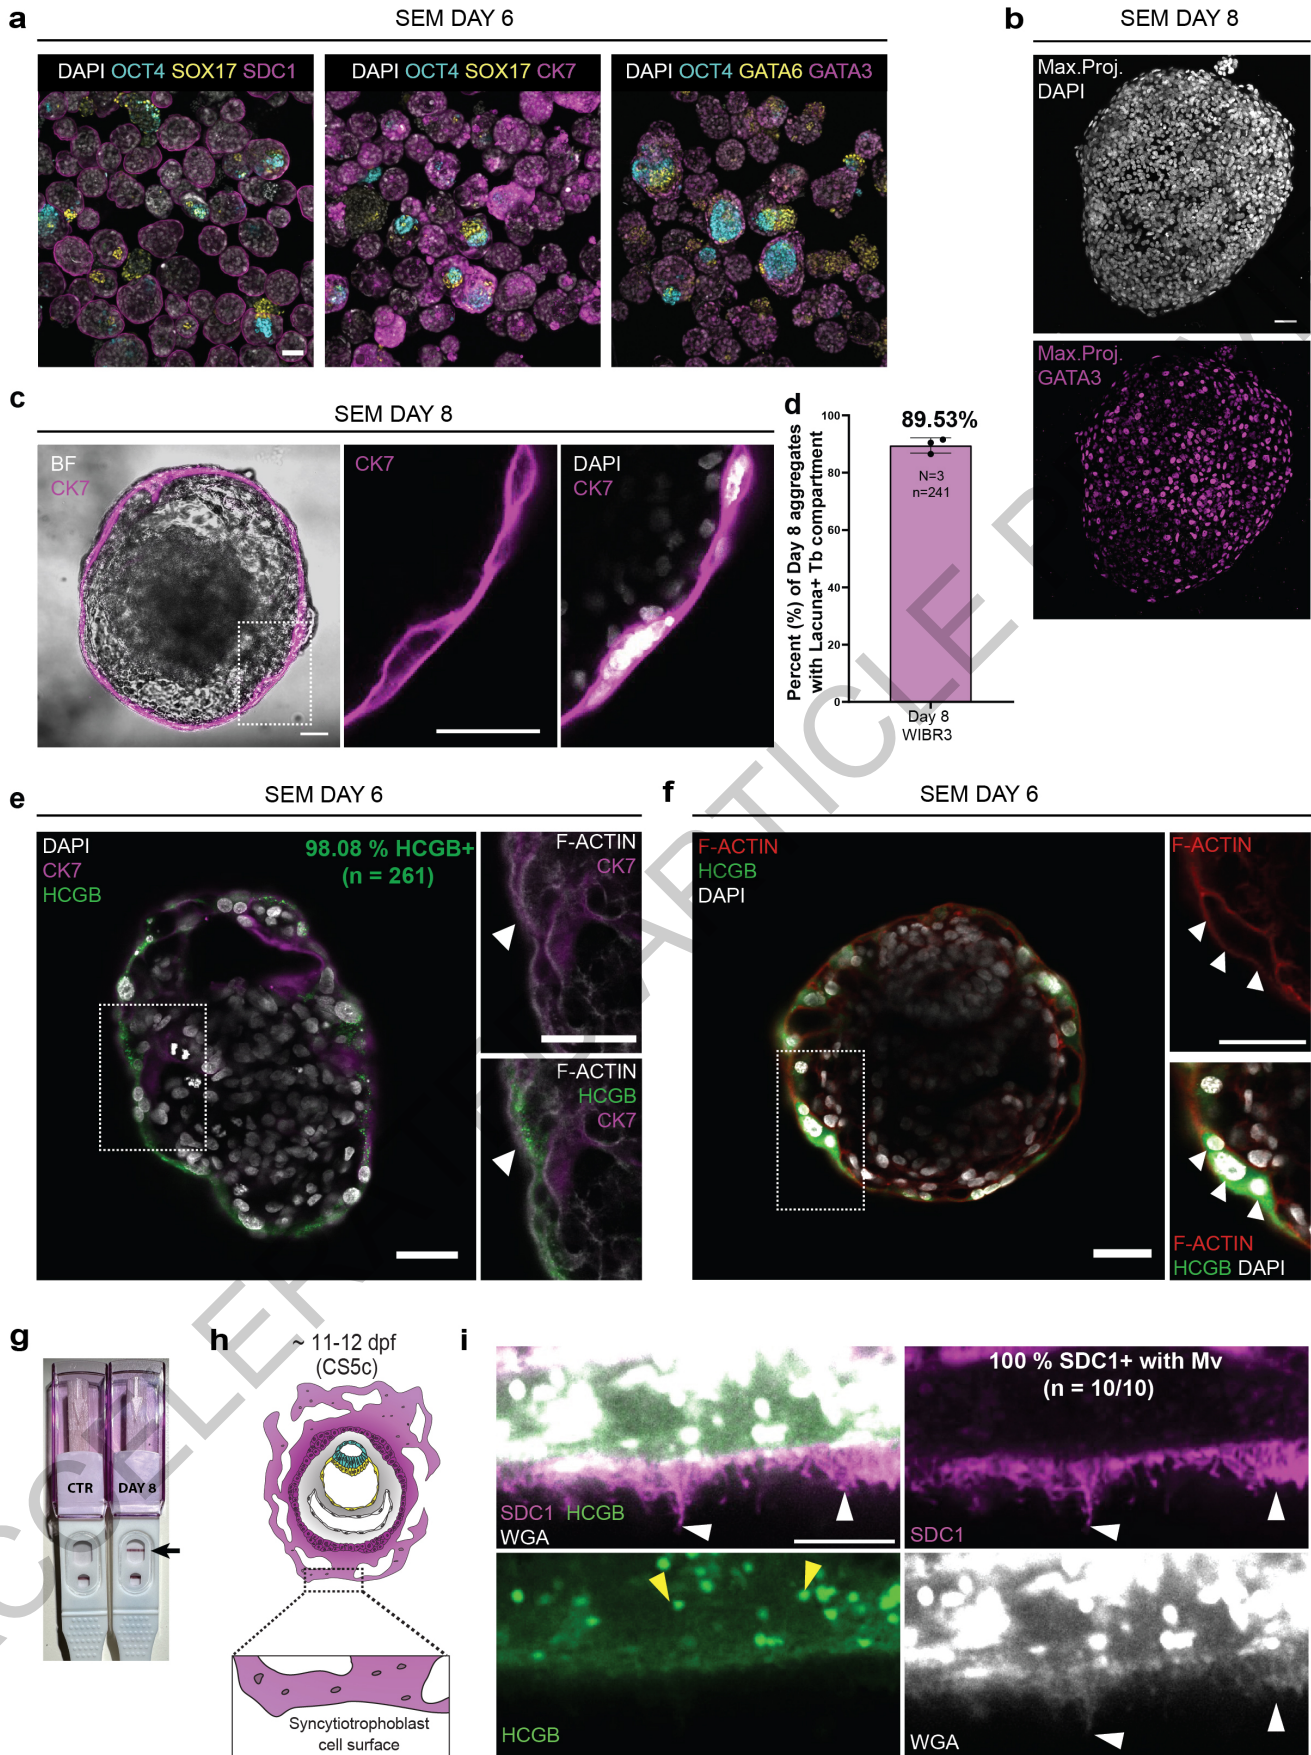 a
SEM DAY 6
DAPI OCT4 SOX17 SDC1
DAPI OCT4 SOX17 CK7
DAPI OCT4 GATA6 GATA3
b
SEM DAY 8
Max.Proj.
DAPI
Max.Proj.
GATA3
c
SEM DAY 8
BF
CK7
CK7
DAPI
CK7
d
Percent (%) of Day 8 aggregates
with Lacuna+ Tb compartment
100
80
60
40
20
0
89.53%
N=3
n=241
Day 8
WIBR3
e
SEM DAY 6
DAPI
CK7
HCGB
98.08 % HCGB+
(n = 261)
F-ACTIN
CK7
F-ACTIN
HCGB
CK7
f
SEM DAY 6
F-ACTIN
HCGB
DAPI
F-ACTIN
F-ACTIN
HCGB DAPI
g
CTR
DAY 8
h
~ 11-12 dpf
(CS5c)
Syncytiotrophoblast
cell surface
i
SDC1 HCGB
WGA
100 % SDC1+ with Mv
(n = 10/10)
SDC1
HCGB
WGA